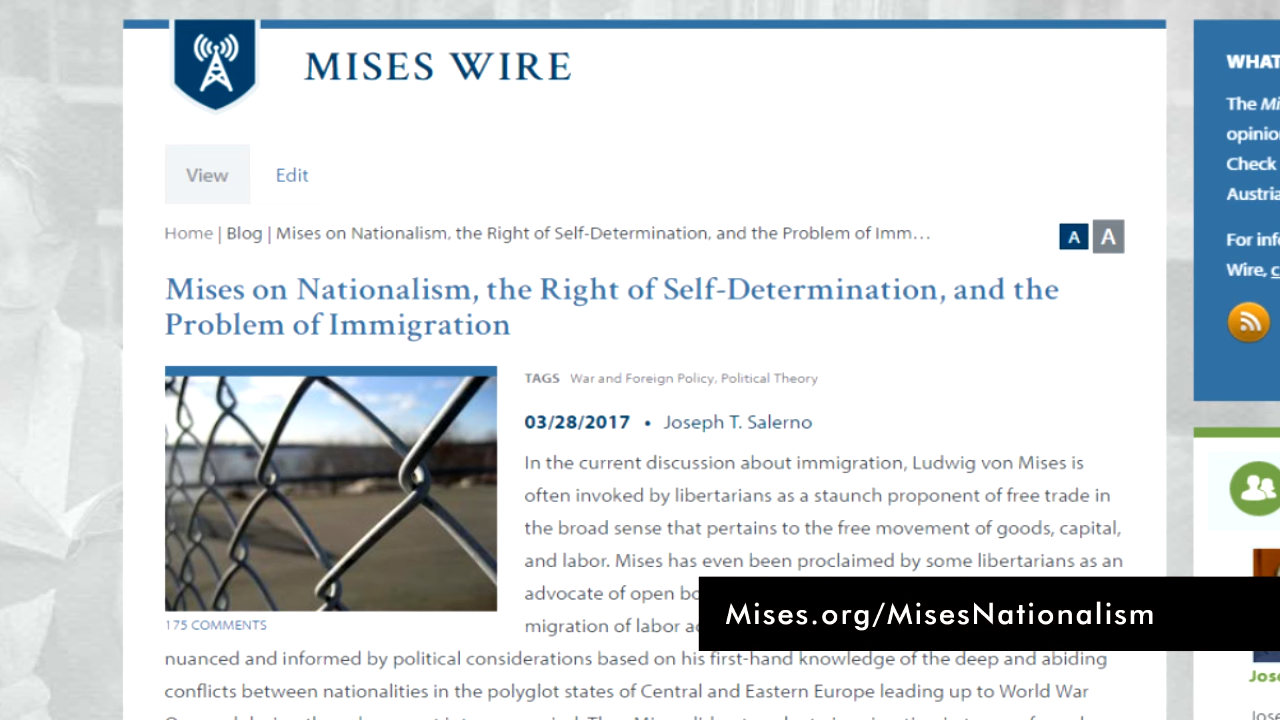 MISES WIRE
View
Edit
Home | Blog | Mises on Nationalism, the Right of Self-Determination, and the Problem of Imm...
A A
Mises on Nationalism, the Right of Self-Determination, and the
Problem of Immigration
TAGS War and Foreign Policy, Political Theory
03/28/2017 • Joseph T. Salerno
In the current discussion about immigration, Ludwig von Mises is
often invoked by libertarians as a staunch proponent of free trade in
the broad sense that pertains to the free movement of goods, capital,
and labor. Mises has even been proclaimed by some libertarians as an
advocate of open
migration of labor
175 COMMENTS
nuanced and informed by political considerations based on his first-hand knowledge of the deep and abiding
conflicts between nationalities in the polyglot states of Central and Eastern Europe leading up to World War
Mises.org/MisesNationalism
WHAT
The Mi
opinio
Check
Austria
For inf
Wire, c
Jose